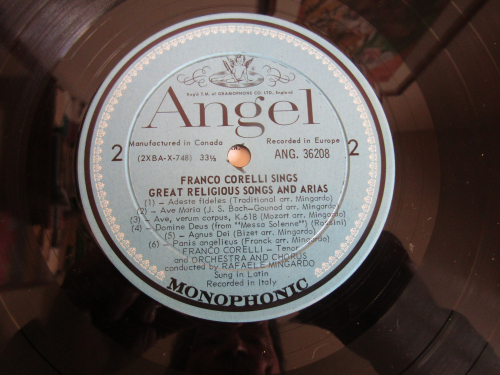 Reg'd T.M. of GRAMOPHONE CO. LTD., England
Angel
Manufactured in Canada Recorded in Europe
2 (2XBA-X-748) 33⅓ ANG. 36208 2
FRANCO CORELLI SINGS
GREAT RELIGIOUS SONGS AND ARIAS
(1) – Adeste fideles (Traditional arr. Mingardo)
(2) – Ave Maria (J. S. Bach–Gounod arr. Mingardo)
(3) – Ave, verum corpus, K-618 (Mozart arr. Mingardo)
(4) – Domine Deus (from "Messa Solenne") (Rossini)
(5) – Agnus Dei (Bizet arr. Mingardo)
(6) – Panis angelicus (Franck arr. Mingardo)
FRANCO CORELLI – Tenor
and ORCHESTRA AND CHORUS
conducted by RAFAELE MINGARDO
Sung in Latin
Recorded in Italy
MONOPHONIC